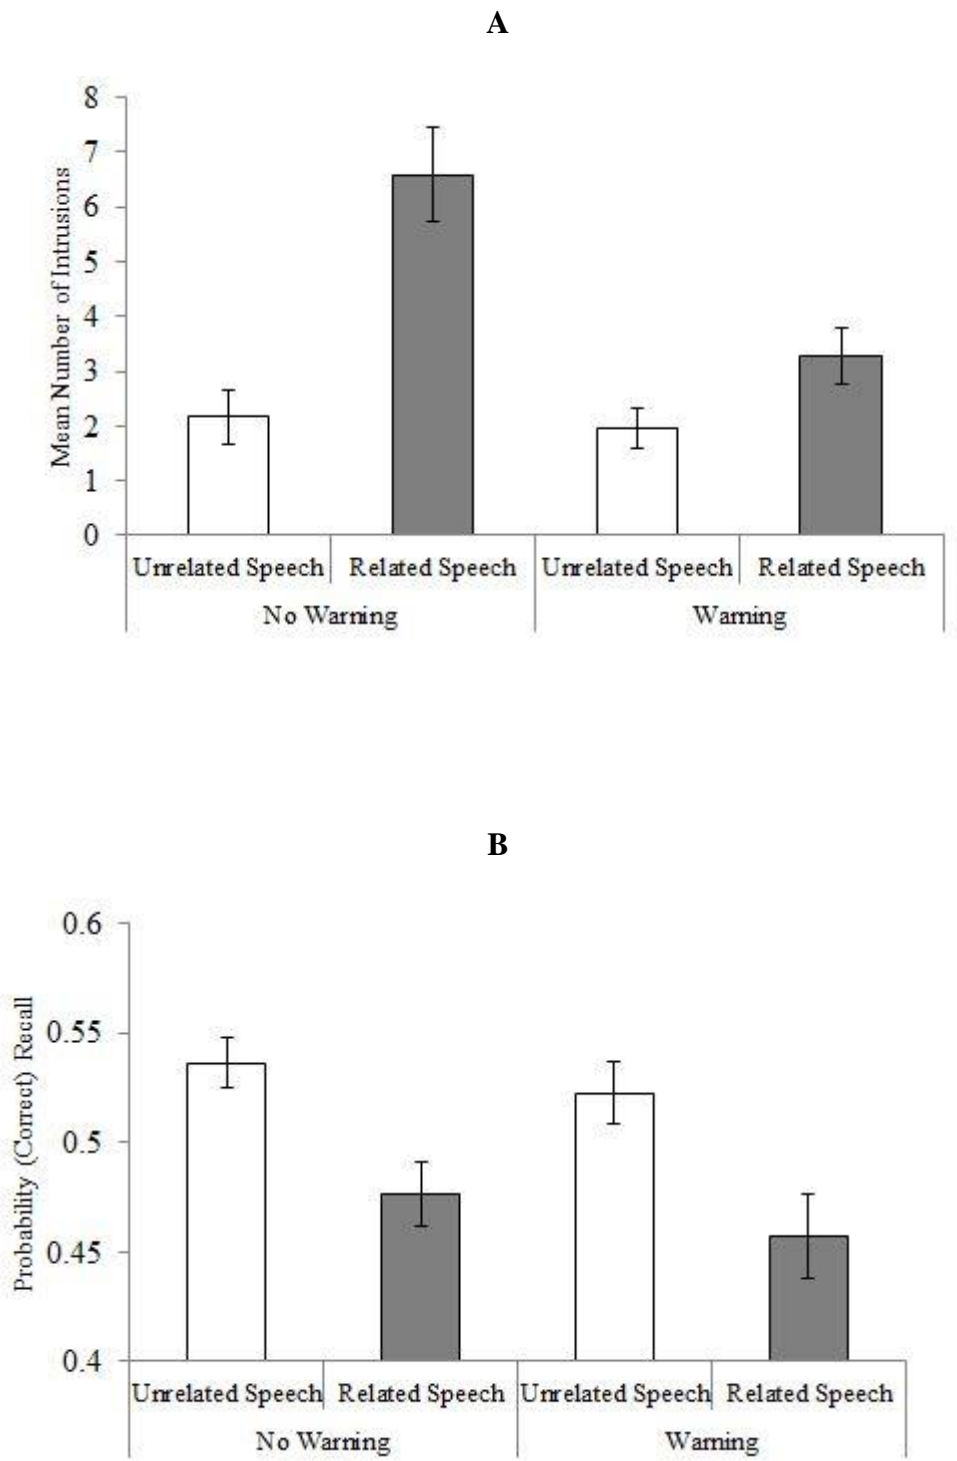 A
8
7
6
5
4
3
2
1
0
Mean Number of Intrusions
Unrelated Speech
Related Speech
Unrelated Speech
Related Speech
No Warning
Warning
B
0.6
0.55
0.5
0.45
0.4
Probability (Correct) Recall
Unrelated Speech
Related Speech
Unrelated Speech
Related Speech
No Warning
Warning